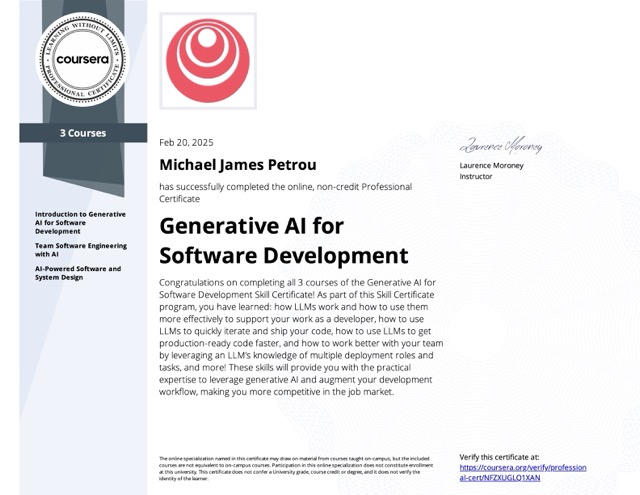 LEARNING WITHOUT LIMITS
coursera
PROFESSIONAL CERTIFICATE
3 Courses
Introduction to Generative
AI for Software
Development
Team Software Engineering
with AI
AI-Powered Software and
System Design
Feb 20, 2025
Michael James Petrou
has successfully completed the online, non-credit Professional
Certificate
Generative AI for
Software Development
Congratulations on completing all 3 courses of the Generative AI for
Software Development Skill Certificate! As part of this Skill Certificate
program, you have learned: how LLMs work and how to use them
more effectively to support your work as a developer, how to use
LLMs to quickly iterate and ship your code, how to use LLMs to get
production-ready code faster, and how to work better with your team
by leveraging an LLM's knowledge of multiple deployment roles and
tasks, and more! These skills will provide you with the practical
expertise to leverage generative AI and augment your development
workflow, making you more competitive in the job market.
Laurence Moroney
Laurence Moroney
Instructor
The online specialization named in this certificate may draw on material from courses taught on-campus, but the included
courses are not equivalent to on-campus courses. Participation in this online specialization does not constitute enrollment
at this university. This certificate does not confer a University grade, course credit or degree, and it does not verify the
identity of the learner.
Verify this certificate at:
https://coursera.org/verify/profession
al-cert/NFZXUGLQ1XAN